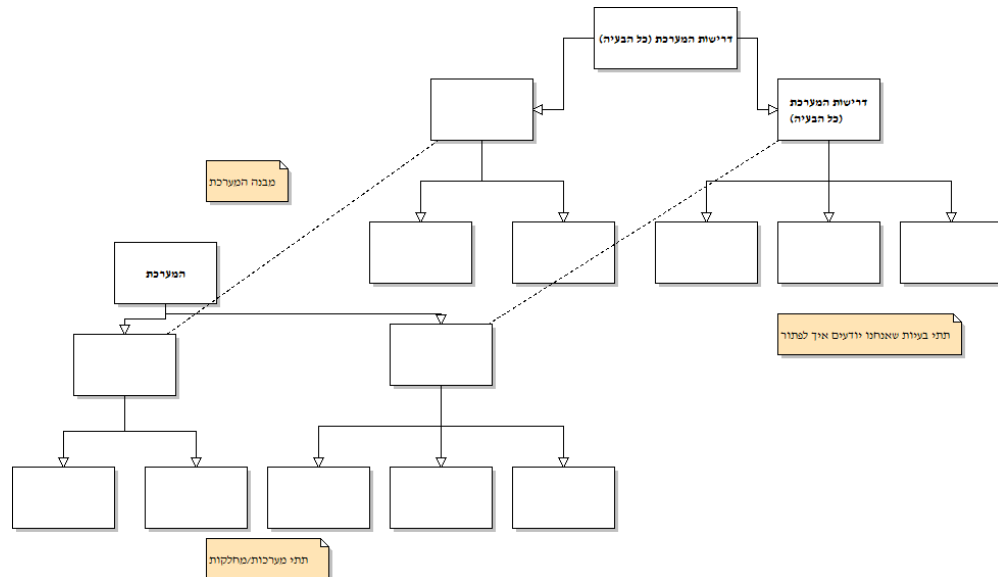 דרישות המערכת (כל הבעיה)
דרישות המערכת
(כל הבעיה)
מבנה המערכת
המערכת
תתי בעיות שאנחנו יודעים איך לפתור
תתי מערכות/מחלקות